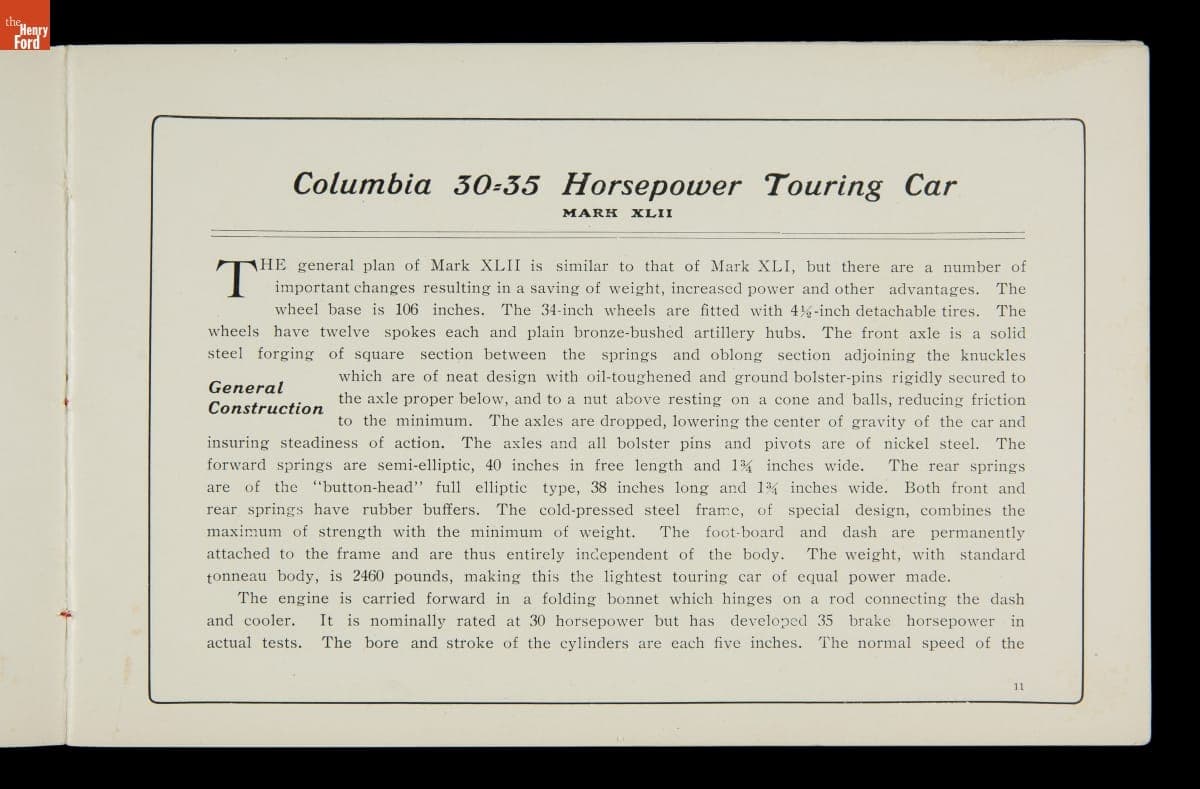 the
Henry
Ford
Columbia 30-35 Horsepower Touring Car
MARK XLII
THE general plan of Mark XLII is similar to that of Mark XLI, but there are a number of
important changes resulting in a saving of weight, increased power and other advantages. The
wheel base is 106 inches. The 34-inch wheels are fitted with 4½-inch detachable tires. The
wheels have twelve spokes each and plain bronze-bushed artillery hubs. The front axle is a solid
steel forging of square section between the springs and oblong section adjoining the knuckles
which are of neat design with oil-toughened and ground bolster-pins rigidly secured to
General
Construction
the axle proper below, and to a nut above resting on a cone and balls, reducing friction
to the minimum. The axles are dropped, lowering the center of gravity of the car and
insuring steadiness of action. The axles and all bolster pins and pivots are of nickel steel. The
forward springs are semi-elliptic, 40 inches in free length and 1¾ inches wide. The rear springs
are of the "button-head" full elliptic type, 38 inches long and 1¾ inches wide. Both front and
rear springs have rubber buffers. The cold-pressed steel frame, of special design, combines the
maximum of strength with the minimum of weight. The foot-board and dash are permanently
attached to the frame and are thus entirely independent of the body. The weight, with standard
tonneau body, is 2460 pounds, making this the lightest touring car of equal power made.
The engine is carried forward in a folding bonnet which hinges on a rod connecting the dash
and cooler. It is nominally rated at 30 horsepower but has developed 35 brake horsepower in
actual tests. The bore and stroke of the cylinders are each five inches. The normal speed of the
11